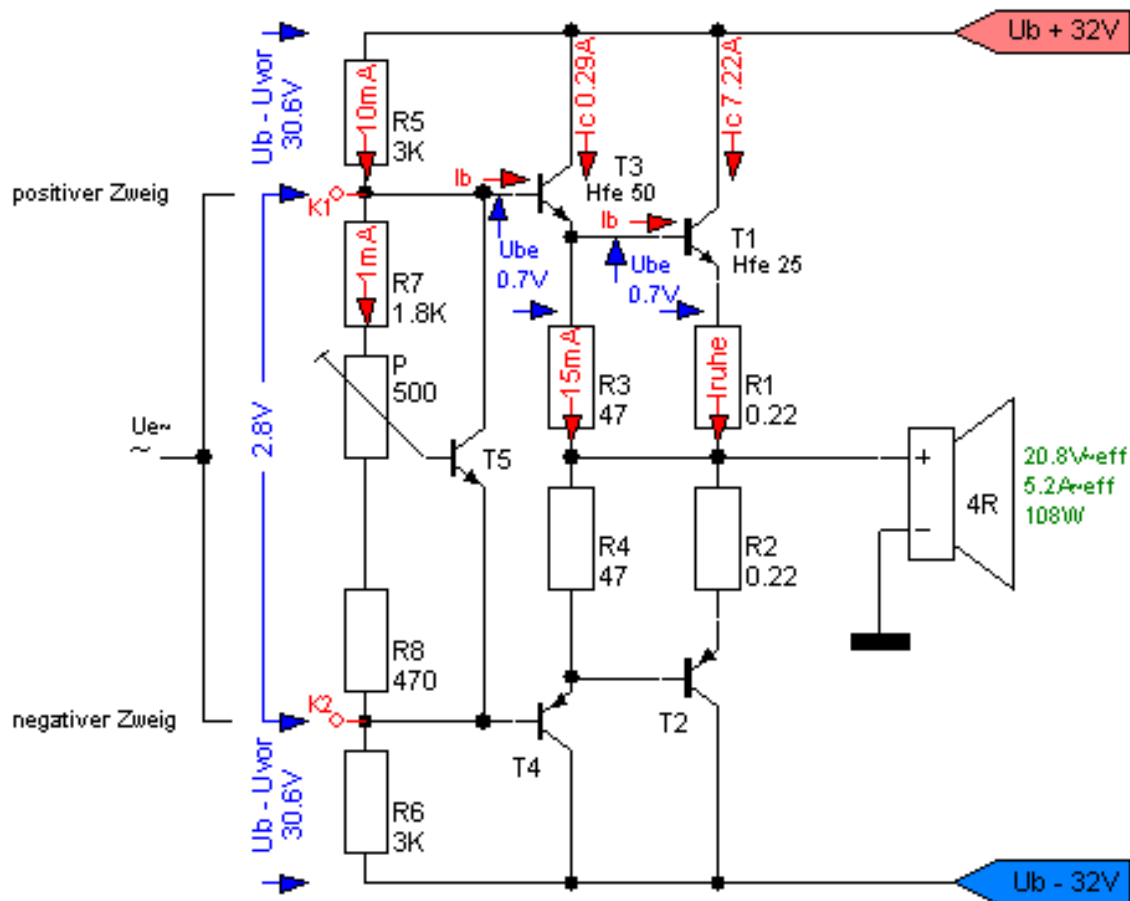 Ub + 32V
Ub - Uvor
30.6V
10mA
R5
3K
Hc 0.29A
Hc 7.22A
T3
Hfe 50
positiver Zweig
K1
Ib
Ib
Ube
0.7V
Ube
0.7V
T1
Hfe 25
1mA
R7
1.8K
P
500
15mA
R3
47
Iruhe
R1
0.22
Ue~
~
2.8V
T5
+
-
4R
20.8V~eff
5.2A~eff
108W
R4
47
R2
0.22
R8
470
K2
negativer Zweig
T4
T2
Ub - Uvor
30.6V
R6
3K
Ub - 32V